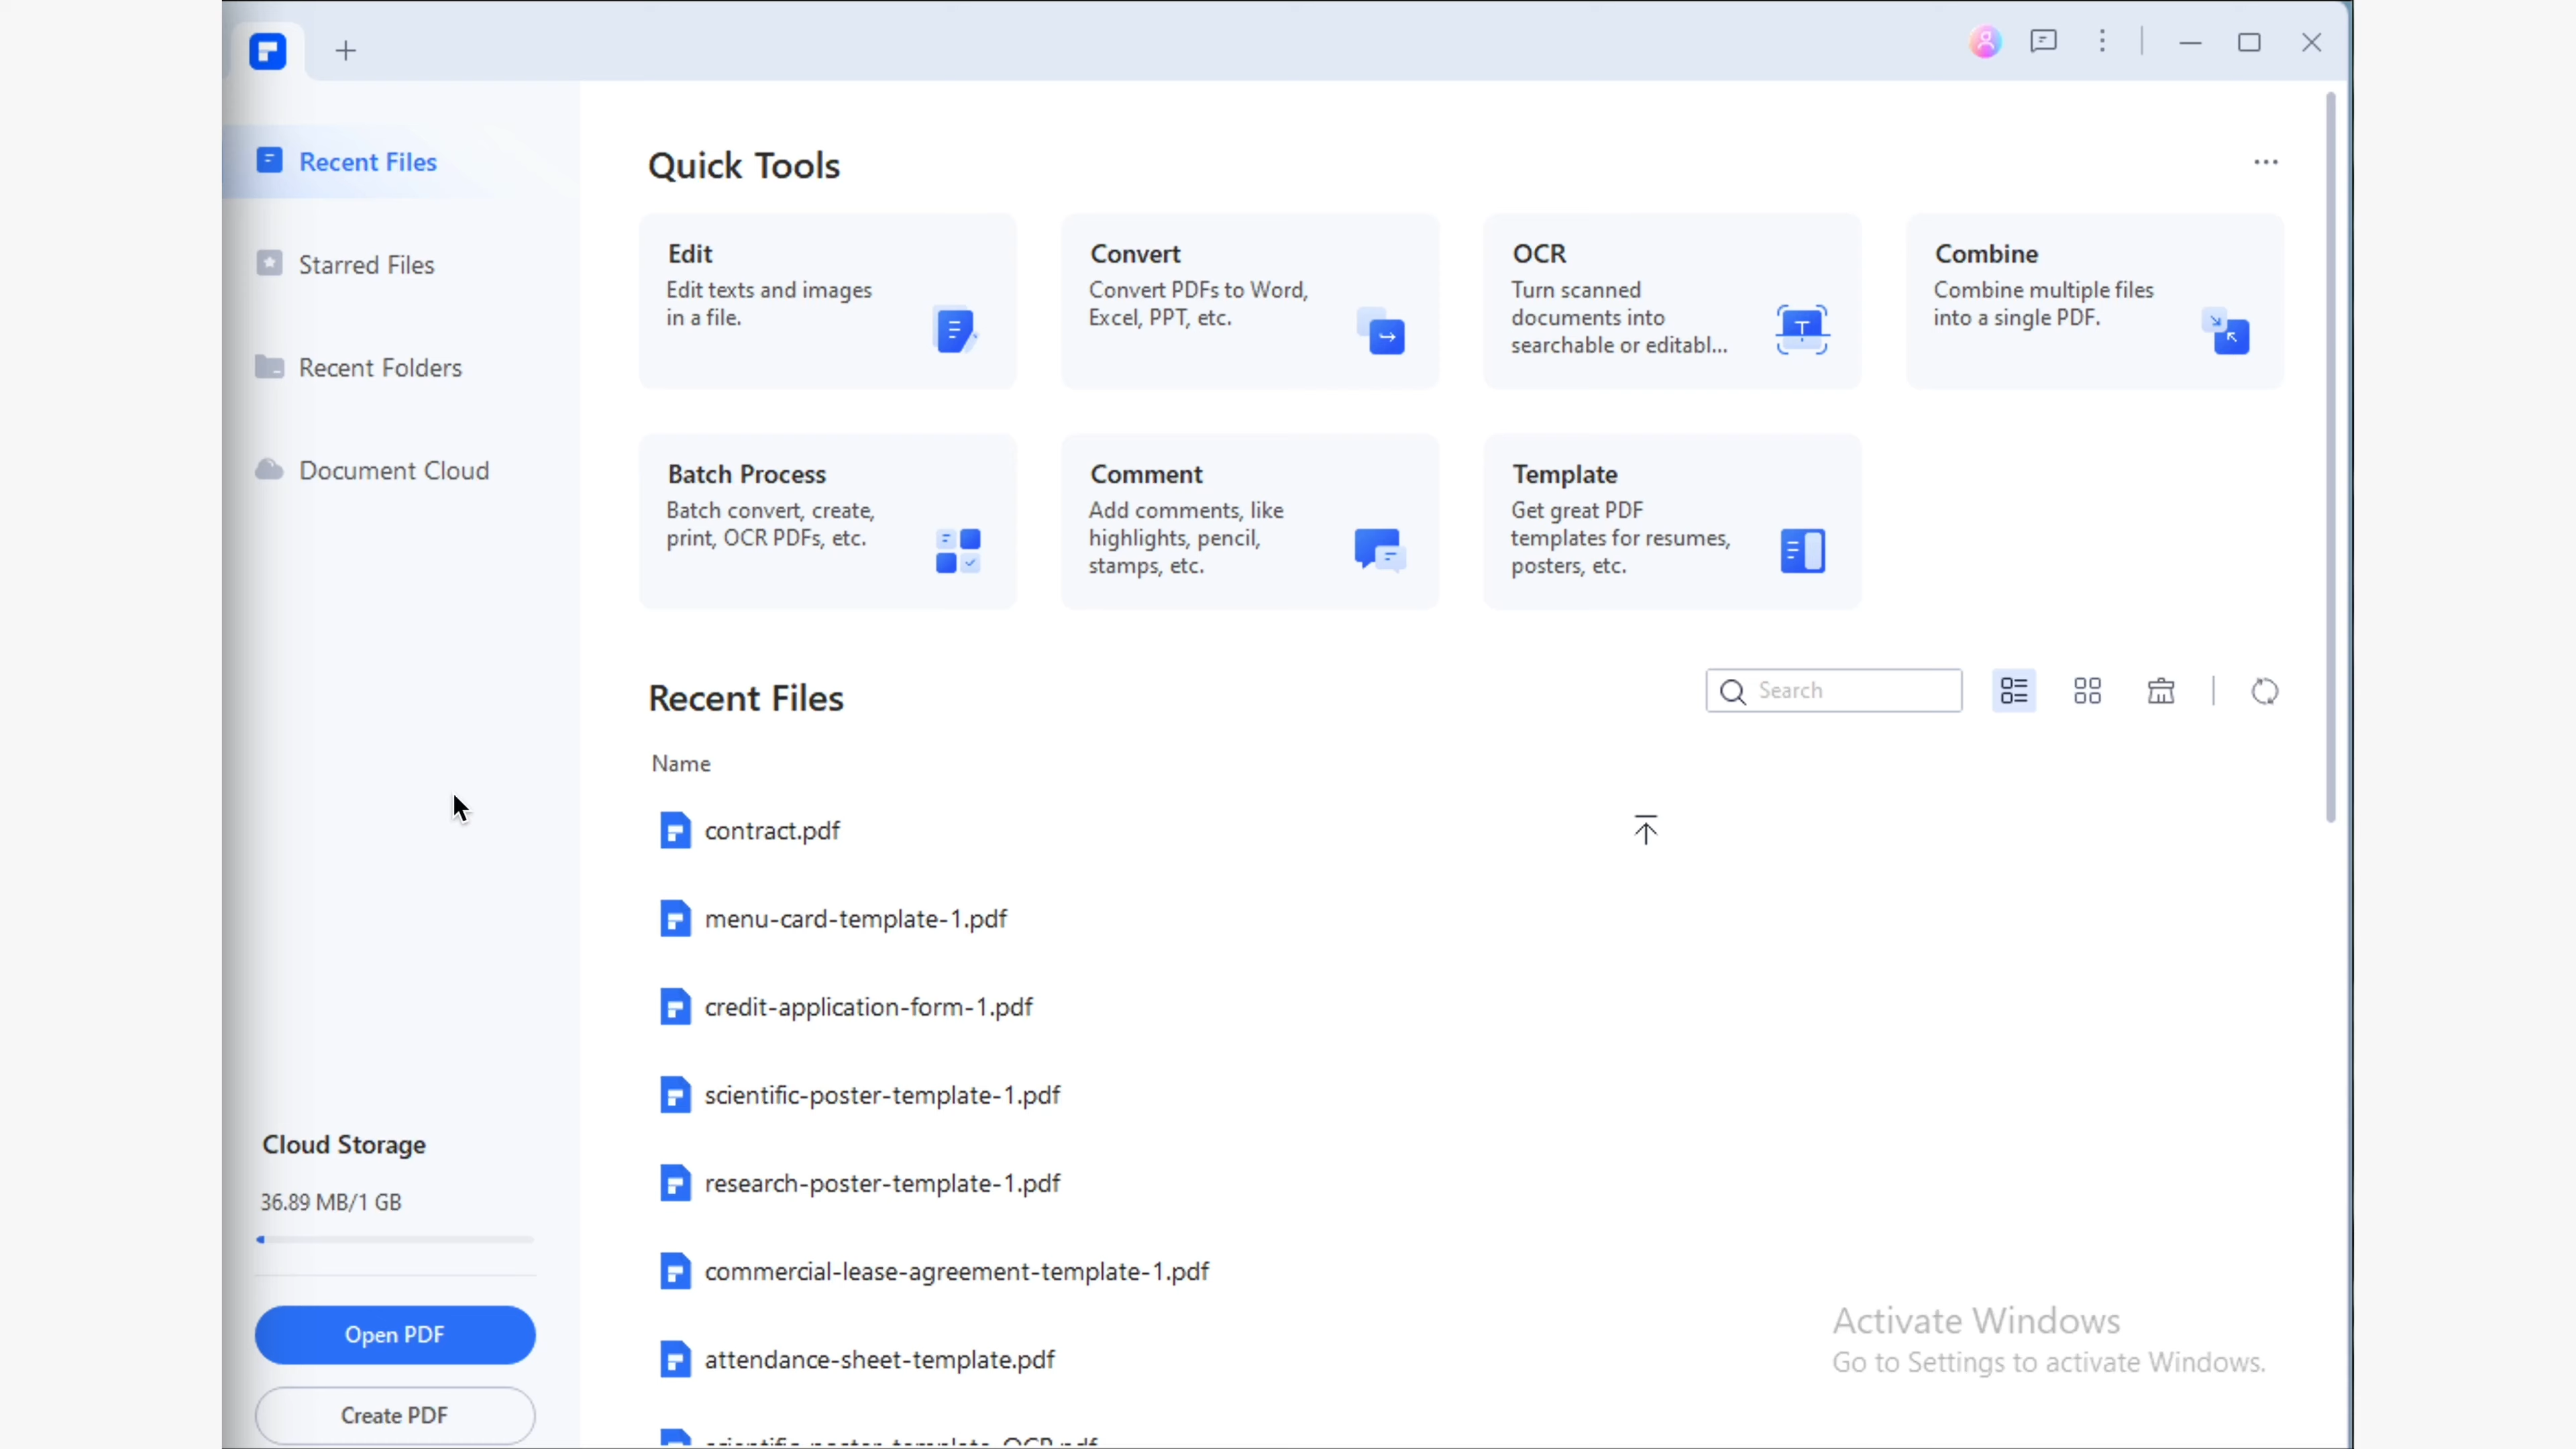 Recent Files
Starred Files
Recent Folders
Document Cloud
Cloud Storage
36.89 MB/1 GB
Open PDF
Create PDF
Quick Tools
Edit
Edit texts and images
in a file.
Convert
Convert PDFs to Word,
Excel, PPT, etc.
OCR
Turn scanned
documents into
searchable or editabl...
Combine
Combine multiple files
into a single PDF.
Batch Process
Batch convert, create,
print, OCR PDFs, etc.
Comment
Add comments, like
highlights, pencil,
stamps, etc.
Template
Get great PDF
templates for resumes,
posters, etc.
Recent Files
Search
Name
contract.pdf
menu-card-template-1.pdf
credit-application-form-1.pdf
scientific-poster-template-1.pdf
research-poster-template-1.pdf
commercial-lease-agreement-template-1.pdf
attendance-sheet-template.pdf
Activate Windows
Go to Settings to activate Windows.